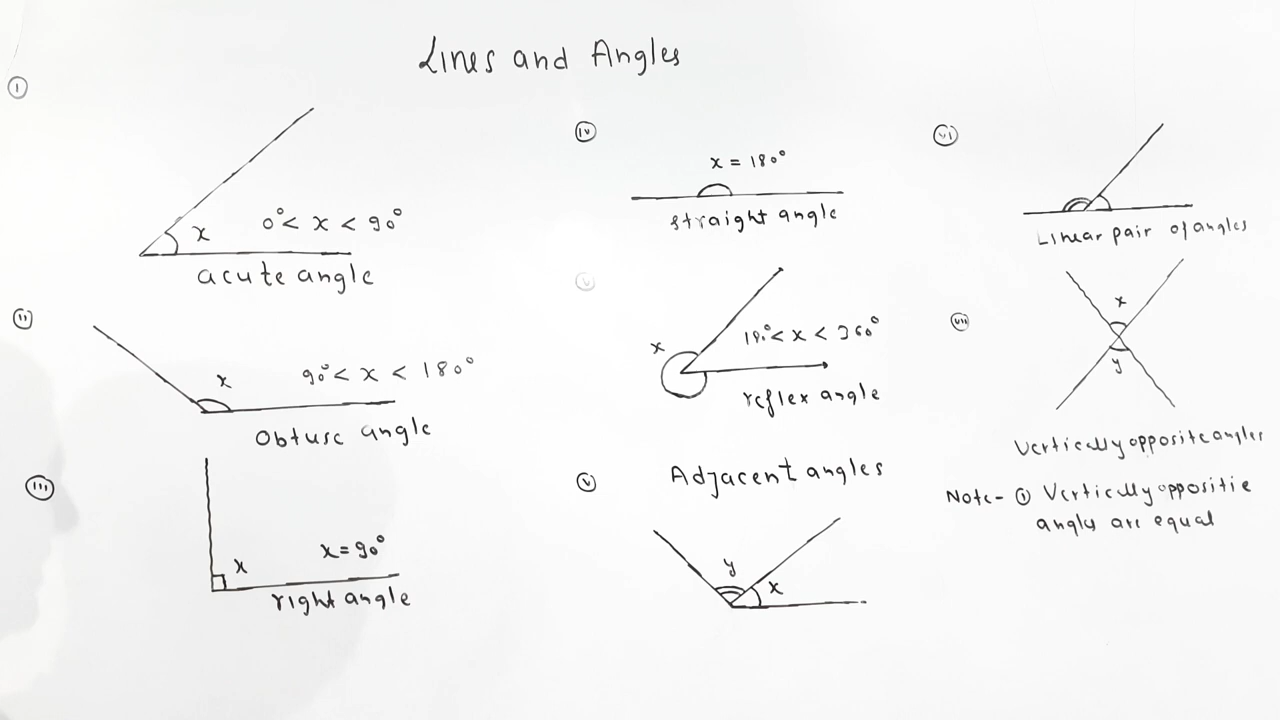 Lines and Angles
(i)
x
0°< x < 90°
acute angle
(ii)
x
90°< x < 180°
Obtuse angle
(iii)
x
x=90°
right angle
(iv)
x = 180°
straight angle
x
180°< x < 360°
reflex angle
(v)
Adjacent angles
y
x
(vi)
Linear pair of angles
(vii)
x
y
Vertically opposite angles
Note- ① Vertically oppositie
angly are equal